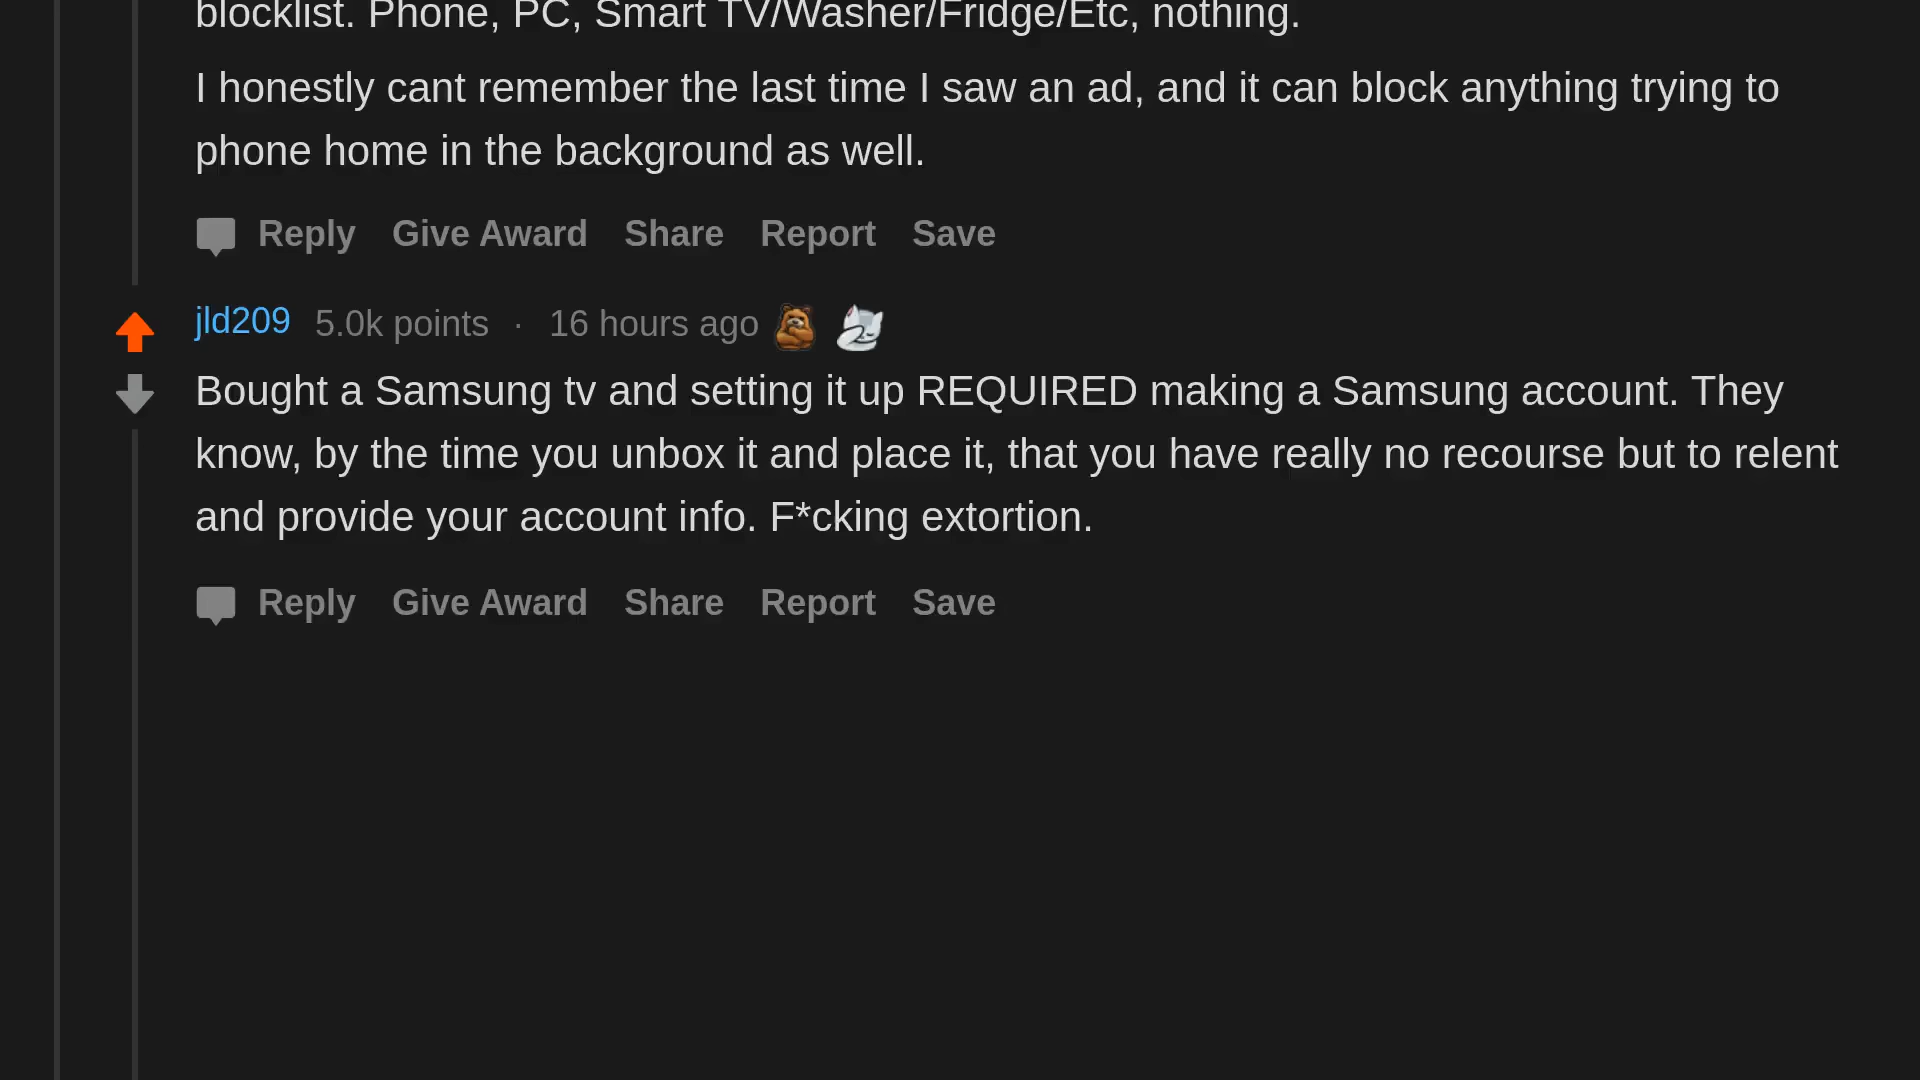 blocklist. Phone, PC, Smart TV/Washer/Fridge/Etc, nothing.
I honestly cant remember the last time I saw an ad, and it can block anything trying to
phone home in the background as well.
Reply Give Award Share Report Save
jld209 5.0k points · 16 hours ago
Bought a Samsung tv and setting it up REQUIRED making a Samsung account. They
know, by the time you unbox it and place it, that you have really no recourse but to relent
and provide your account info. F*cking extortion.
Reply Give Award Share Report Save